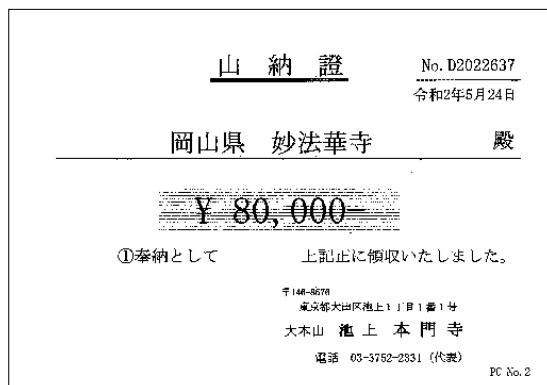 山納證
No. D2022637
令和2年5月24日
岡山県 妙法華寺 殿
¥ 80,000-
①奉納として 上記正に領収いたしました。
〒146-8576
東京都大田区池上1丁目1番1号
大本山 池上本門寺
電話 03-3752-2331 (代表)
PC No. 2